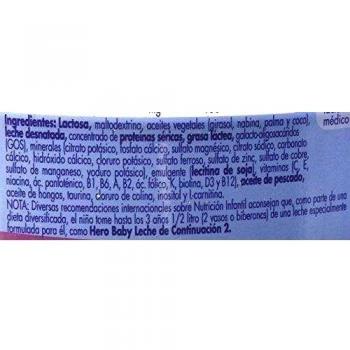 mg
médico
Ingredientes: Lactosa, maltodextrina, aceites vegetales (girasol, nabina, palma y coco),
leche desnatada, concentrado de proteínas séricas, grasa láctea, galacto-oligosacáridos
(GOS), minerales (citrato potásico, fosfato cálcico, sulfato magnésico, citrato sódico, carbonato
cálcico, hidróxido cálcico, cloruro potásico, sulfato ferroso, sulfato de zinc, sulfato de cobre,
sulfato de manganeso, yoduro potásico), emulgente (lecitina de soja), vitaminas (C, E,
niacina, ác. pantoténico, B1, B6, A, B2, ác. fólico, K, biotina, D3 y B12), aceite de pescado,
aceite de hongos, taurina, cloruro de colina, inositol y l-carnitina.
NOTA: Diversas recomendaciones internacionales sobre Nutrición Infantil aconsejan que, como parte de una
dieta diversificada, el niño tome hasta los 3 años 1/2 litro (2 vasos o biberones) de una leche especialmente
formulada para él, como Hero Baby Leche de Continuación 2.